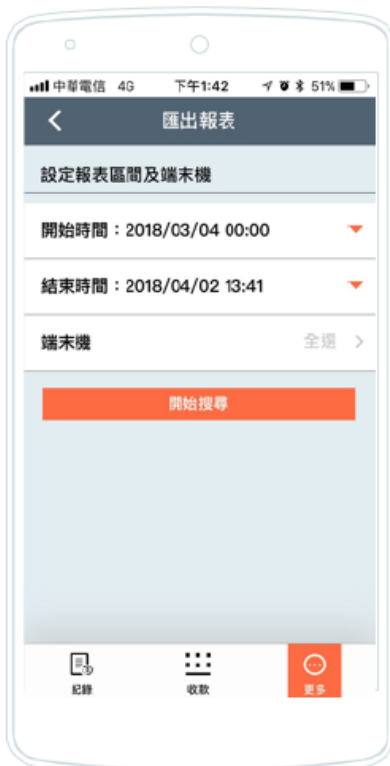 中華電信 4G 下午1:42 51%
匯出報表
設定報表區間及端末機
開始時間：2018/03/04 00:00
結束時間：2018/04/02 13:41
端末機 全選
開始搜尋
紀錄 收款 更多